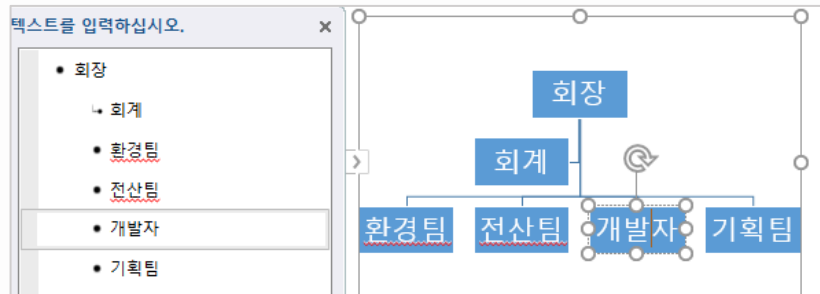 텍스트를 입력하십시오.
회장
회계
환경팀
전산팀
개발자
기획팀
회장
회계
환경팀 전산팀 개발자 기획팀